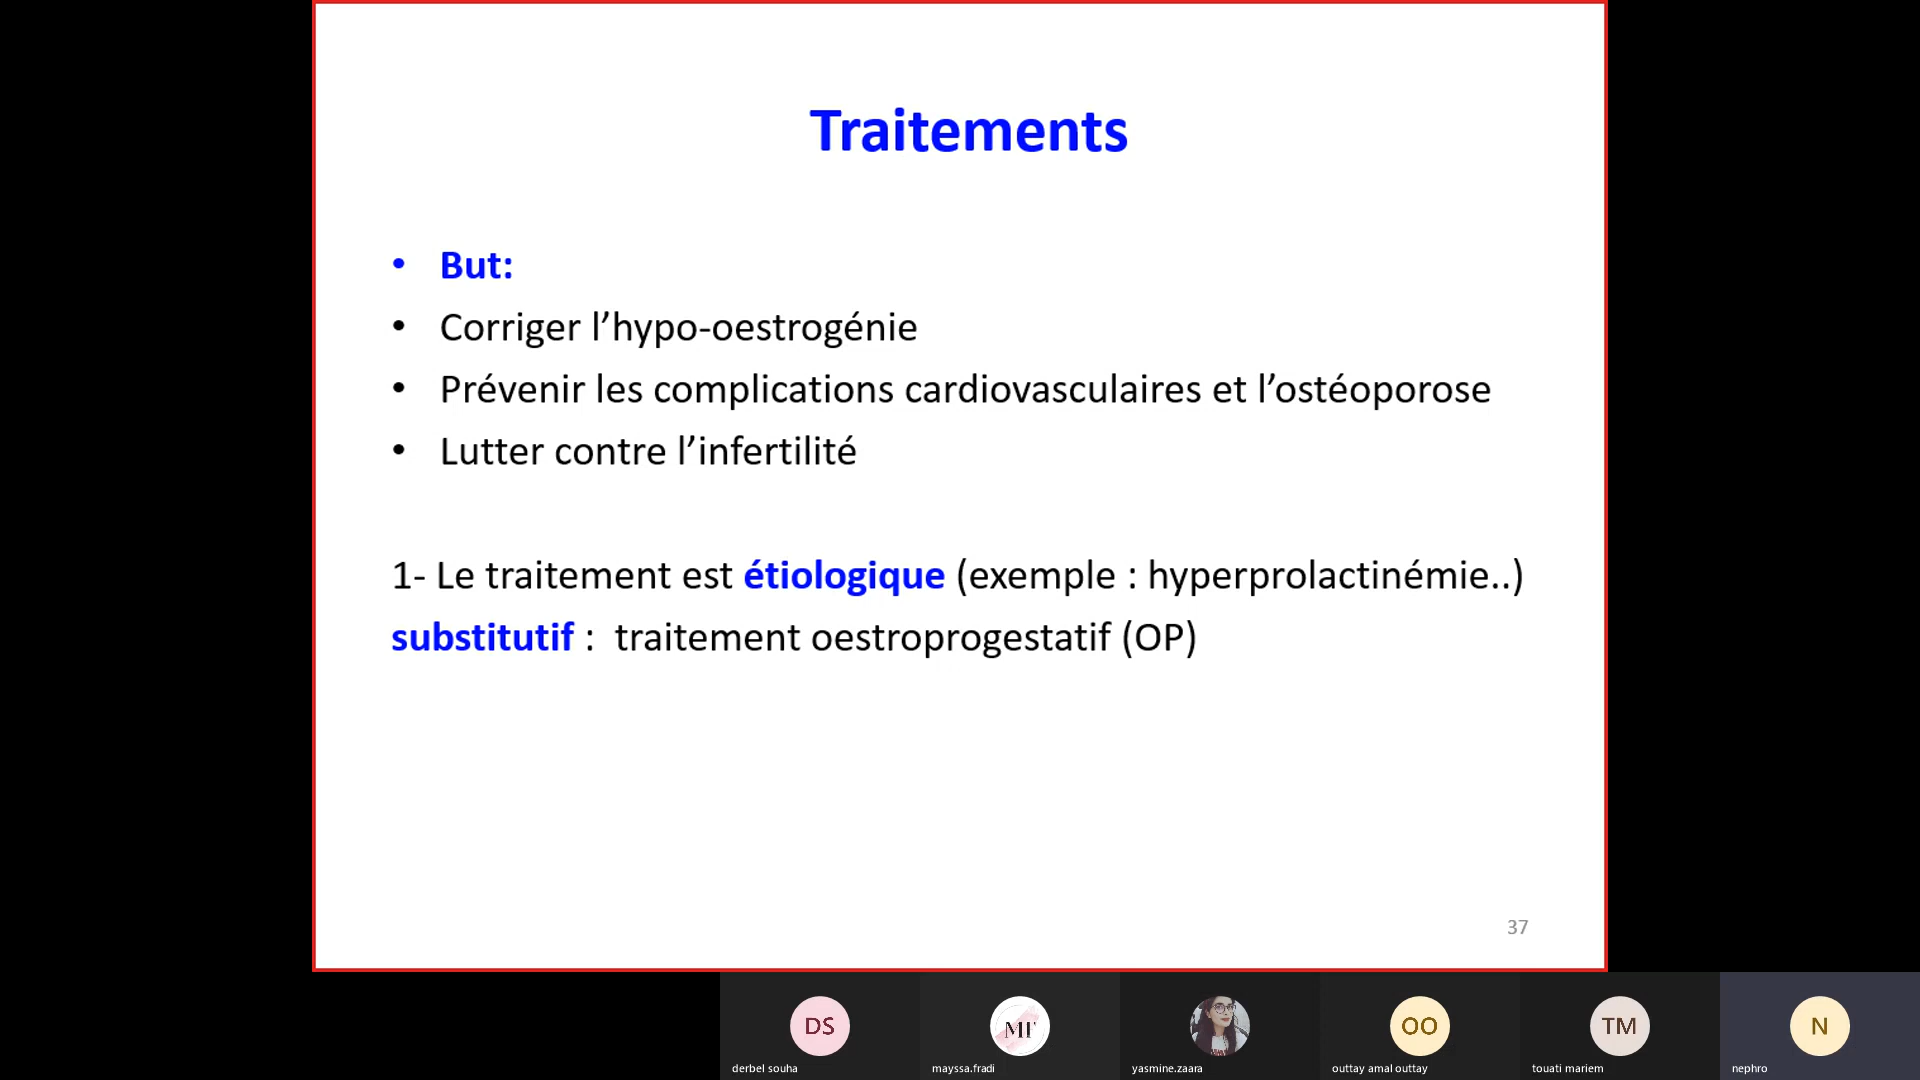 Traitements
• But:
• Corriger l’hypo-oestrogénie
• Prévenir les complications cardiovasculaires et l’ostéoporose
• Lutter contre l’infertilité
1- Le traitement est étiologique (exemple : hyperprolactinémie..)
substitutif :  traitement oestroprogestatif (OP)
37
DS
MF
OO
TM
N
derbel souha
mayssa.fradi
yasmine.zaara
outtay amal outtay
touati mariem
nephro